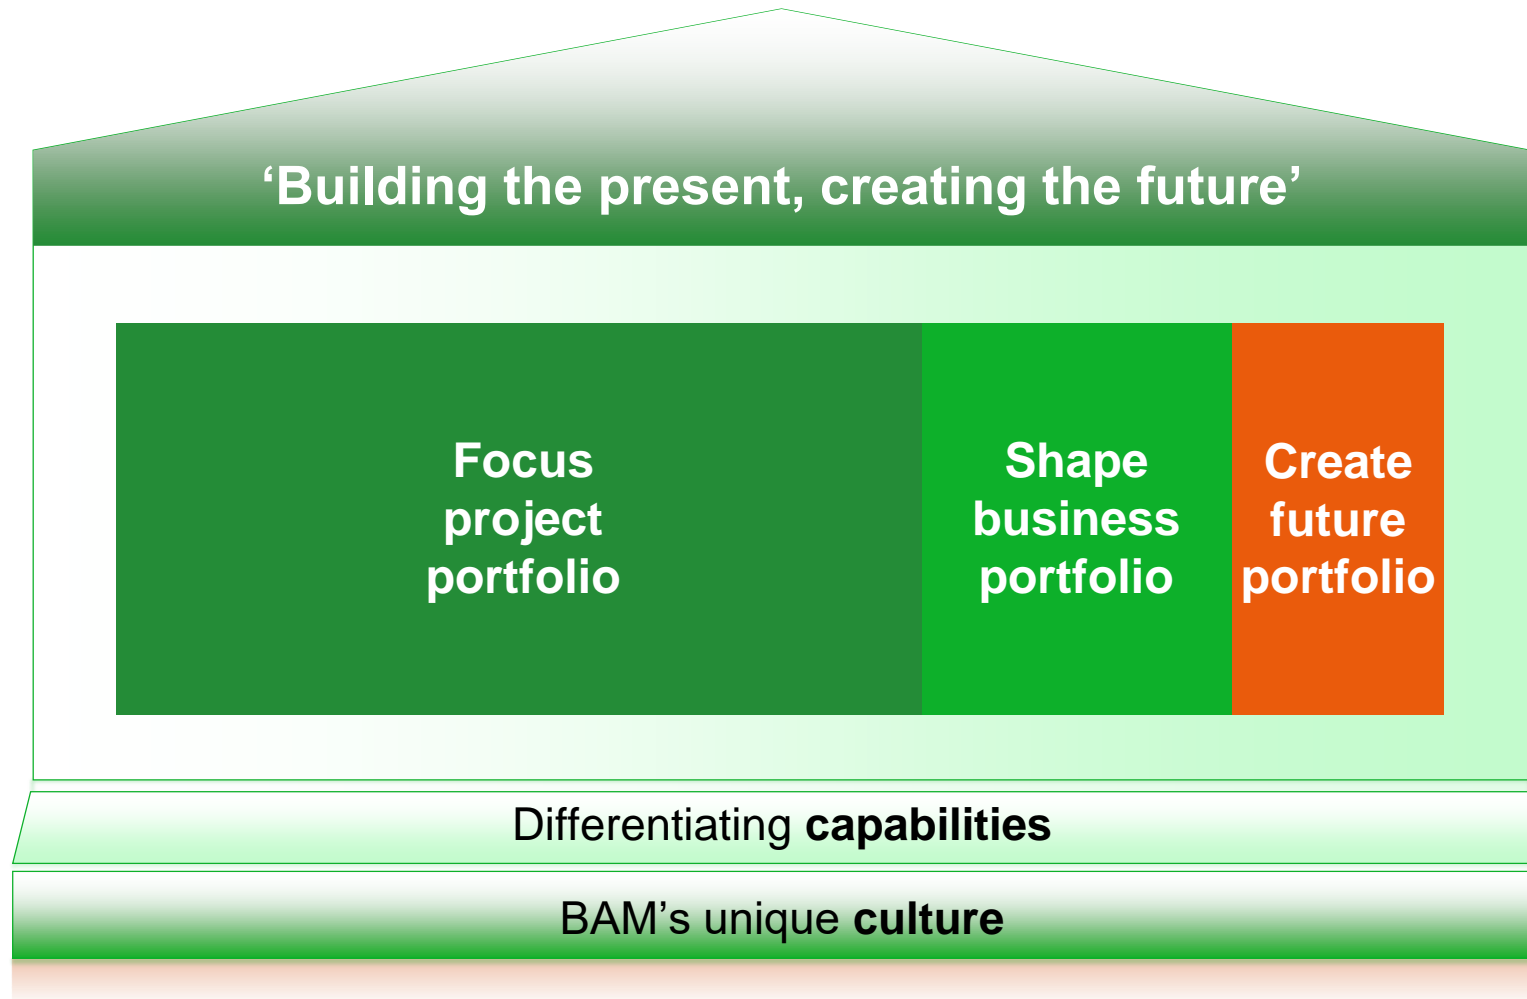 ‘Building the present, creating the future’
Focus
project
portfolio
Shape
business
portfolio
Create
future
portfolio
Differentiating capabilities
BAM’s unique culture